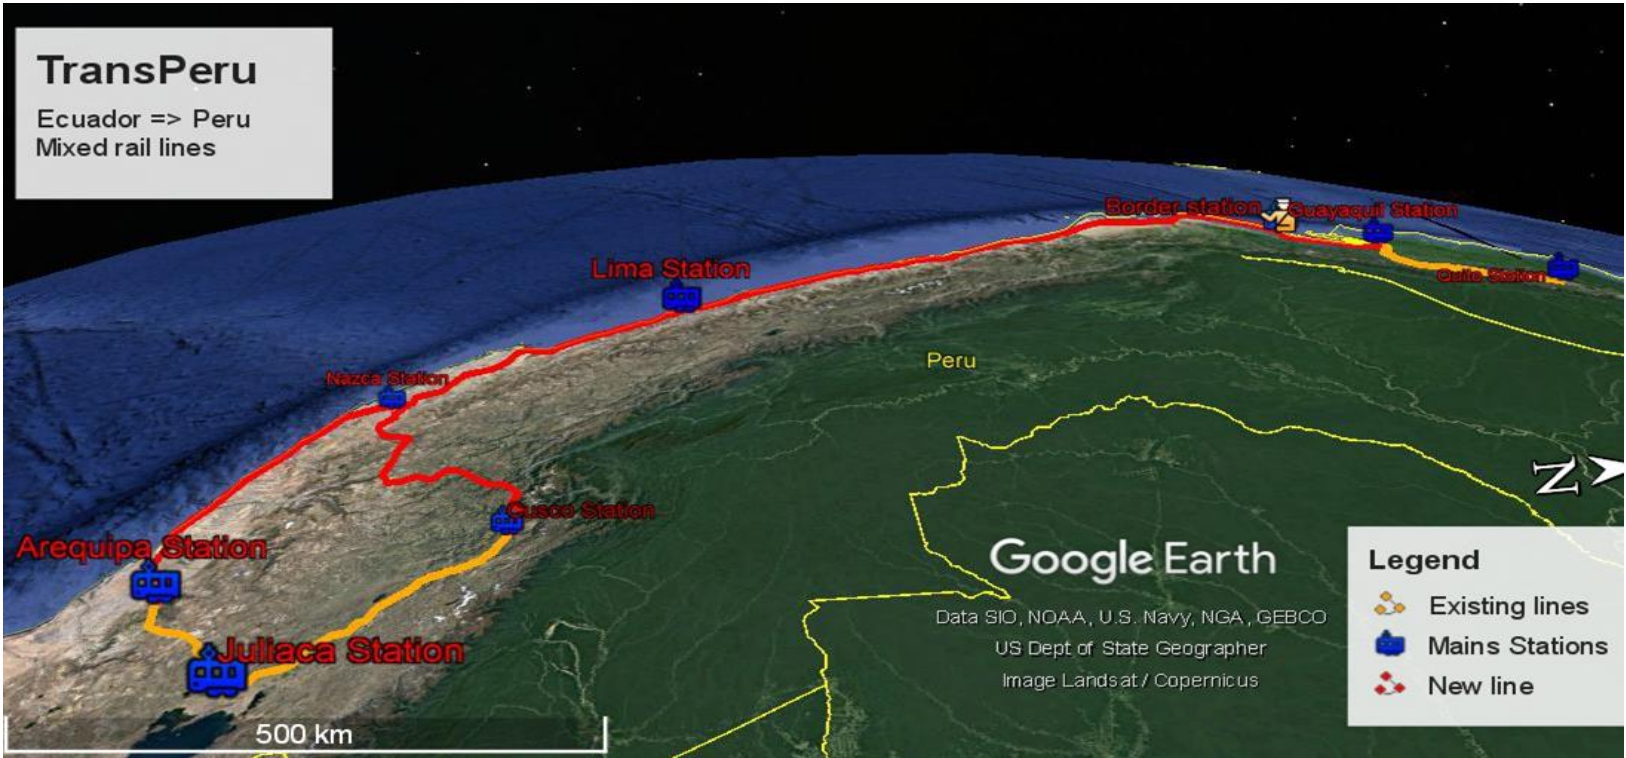 TransPeru
Ecuador => Peru
Mixed rail lines
Border station
Guayaquil Station
Lima Station
Quito Station
Peru
Nazca Station
N
Cusco Station
Arequipa Station
Juliaca Station
Google Earth
Data SIO, NOAA, U.S. Navy, NGA, GEBCO
US Dept of State Geographer
Image Landsat / Copernicus
Legend
Existing lines
Mains Stations
New line
500 km